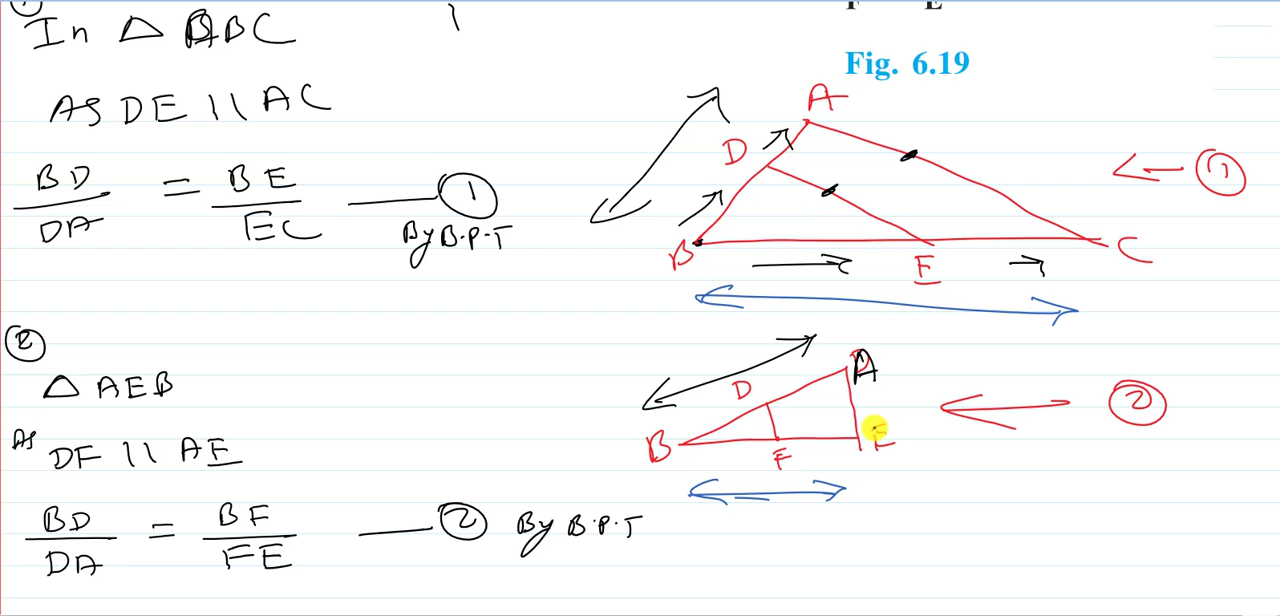 F E
Fig. 6.19
In △ ABC
AS DE || AC
BD/DA = BE/EC —— ①
By B.P.T
A
D
B
E
C
← ①
②
△ AEB
AS DF || AE
BD/DA = BF/FE —— ② By B.P.T
A
D
B
F
E
②